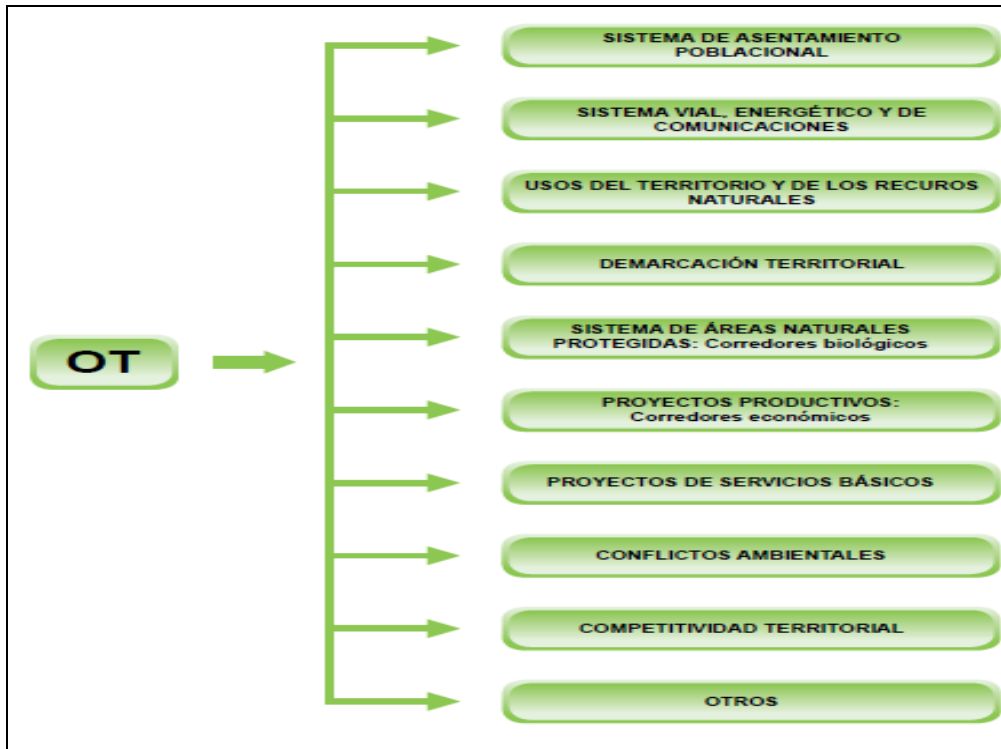 SISTEMA DE ASENTAMIENTO
POBLACIONAL
SISTEMA VIAL, ENERGÉTICO Y DE
COMUNICACIONES
USOS DEL TERRITORIO Y DE LOS RECUROS
NATURALES
DEMARCACIÓN TERRITORIAL
OT
SISTEMA DE ÁREAS NATURALES
PROTEGIDAS: Corredores biológicos
PROYECTOS PRODUCTIVOS:
Corredores económicos
PROYECTOS DE SERVICIOS BÁSICOS
CONFLICTOS AMBIENTALES
COMPETITIVIDAD TERRITORIAL
OTROS